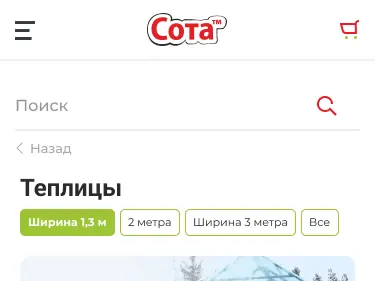 Сота™
Поиск
Назад
Теплицы
Ширина 1,3 м
2 метра
Ширина 3 метра
Все